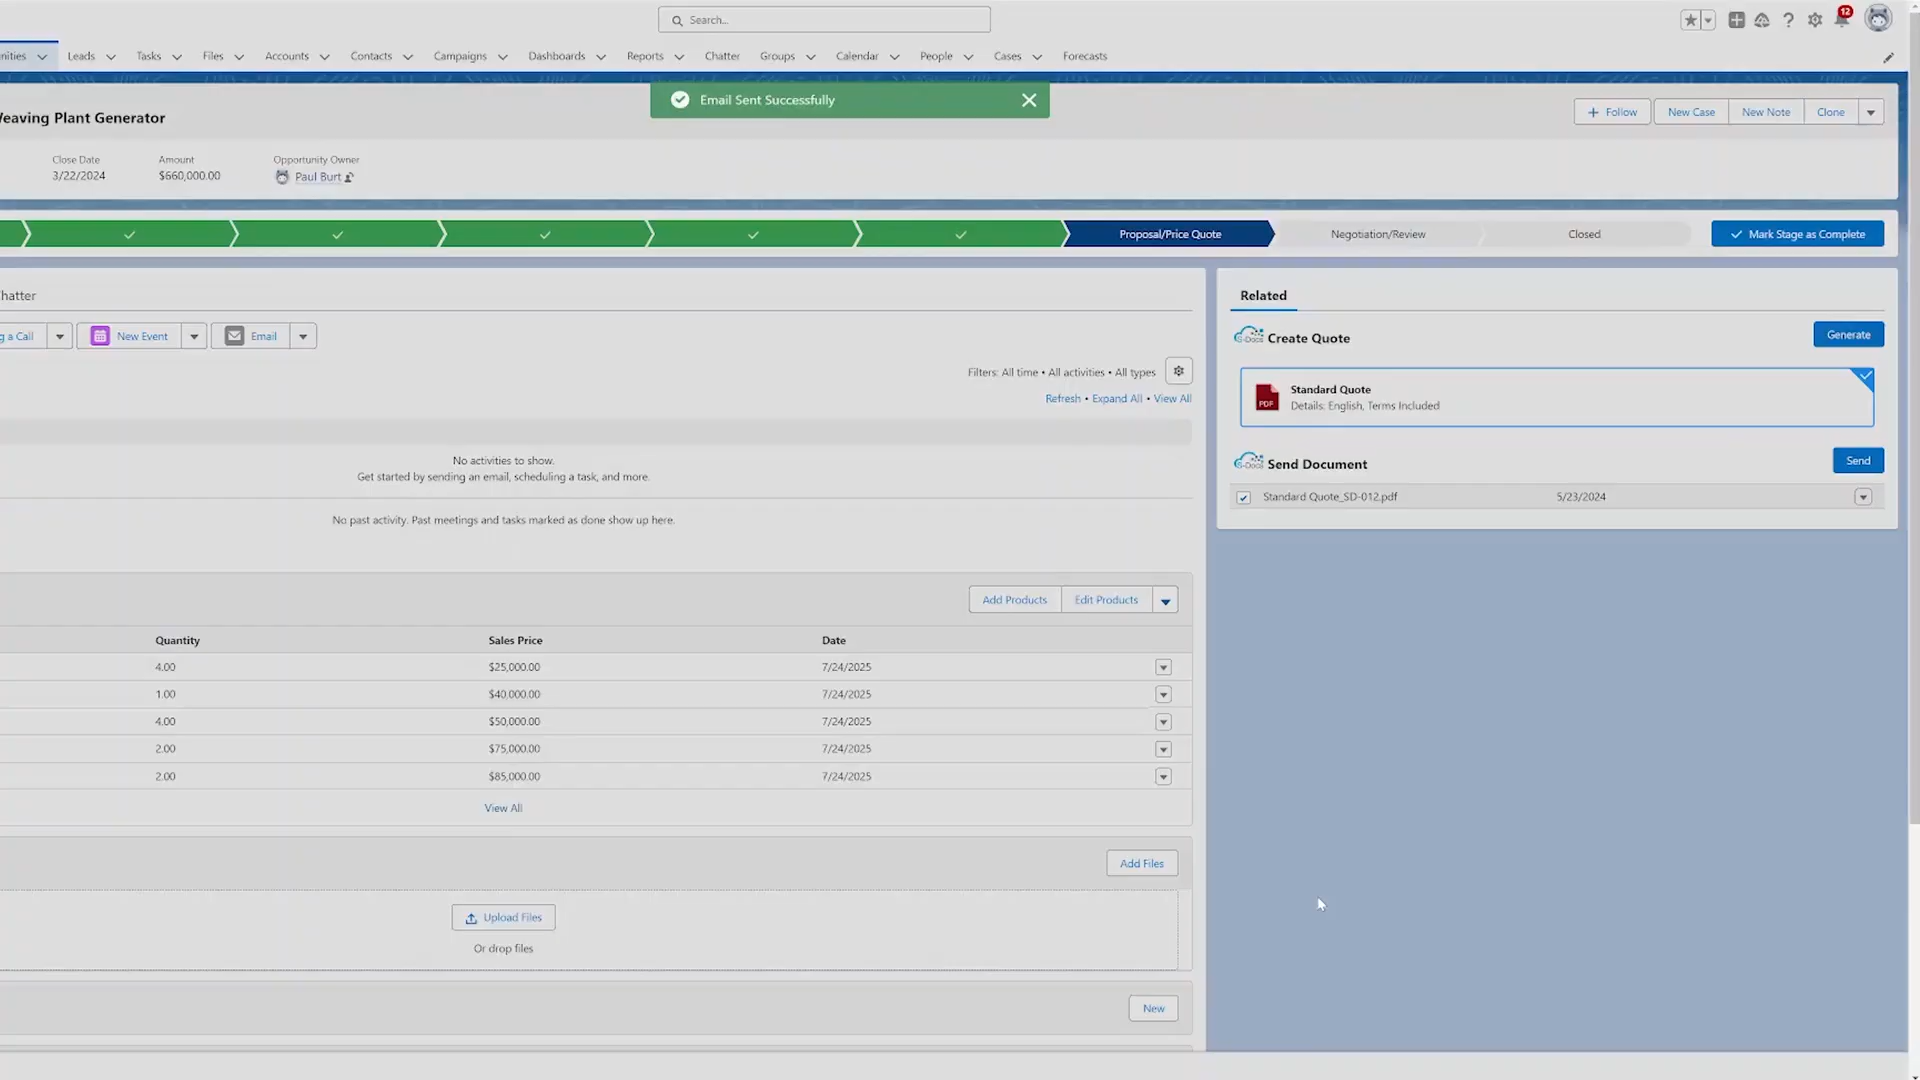 Search...
12
nities
Leads
Tasks
Files
Accounts
Contacts
Campaigns
Dashboards
Reports
Chatter
Groups
Calendar
People
Cases
Forecasts
Email Sent Successfully
Weaving Plant Generator
Follow
New Case
New Note
Clone
Close Date
Amount
Opportunity Owner
3/22/2024
$660,000.00
Paul Burt
Proposal/Price Quote
Negotiation/Review
Closed
Mark Stage as Complete
hatter
g a Call
New Event
Email
Filters: All time • All activities • All types
Refresh • Expand All • View All
No activities to show.
Get started by sending an email, scheduling a task, and more.
No past activity. Past meetings and tasks marked as done show up here.
Add Products
Edit Products
Quantity
Sales Price
Date
4.00
$25,000.00
7/24/2025
1.00
$40,000.00
7/24/2025
4.00
$50,000.00
7/24/2025
2.00
$75,000.00
7/24/2025
2.00
$85,000.00
7/24/2025
View All
Add Files
Upload Files
Or drop files
New
Related
Create Quote
Generate
PDF
Standard Quote
Details: English, Terms Included
Send Document
Send
Standard Quote_SD-012.pdf
5/23/2024